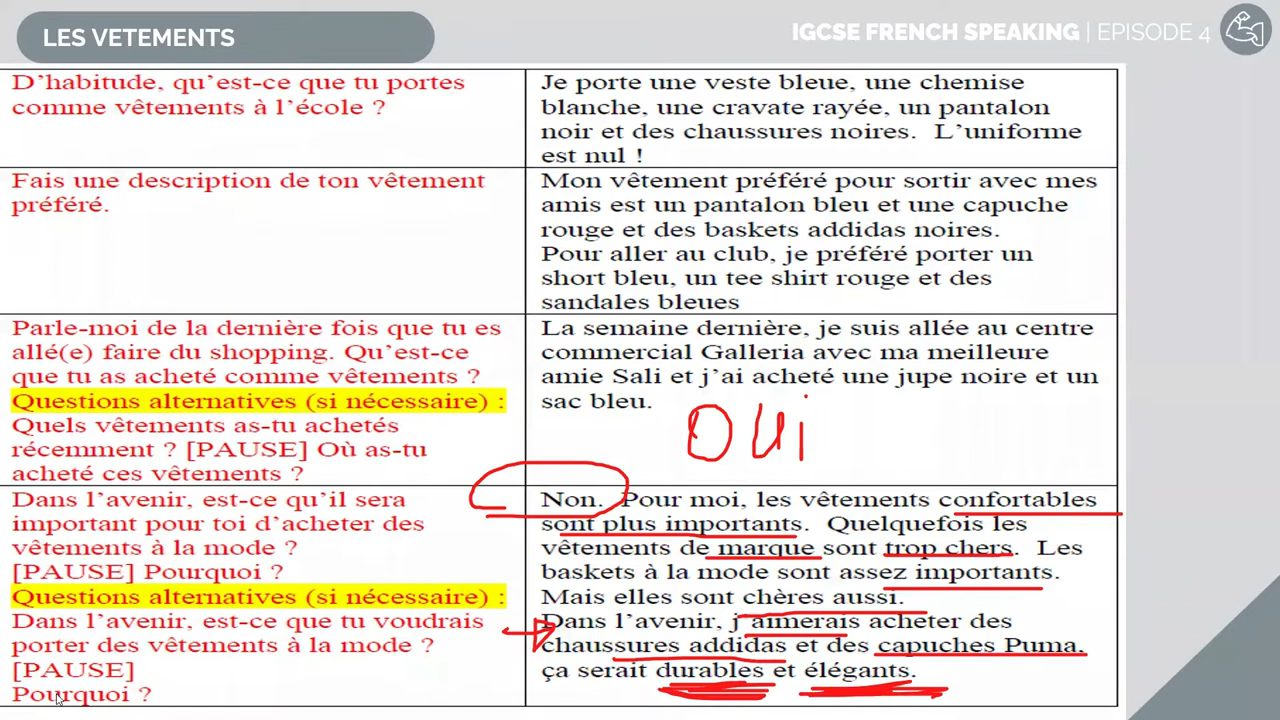 LES VETEMENTS
IGCSE FRENCH SPEAKING | EPISODE 4
D'habitude, qu'est-ce que tu portes
comme vêtements à l'école ?
Je porte une veste bleue, une chemise
blanche, une cravate rayée, un pantalon
noir et des chaussures noires. L'uniforme
est nul !
Fais une description de ton vêtement
préféré.
Mon vêtement préféré pour sortir avec mes
amis est un pantalon bleu et une capuche
rouge et des baskets addidas noires.
Pour aller au club, je préféré porter un
short bleu, un tee shirt rouge et des
sandales bleues
Parle-moi de la dernière fois que tu es
allé(e) faire du shopping. Qu'est-ce
que tu as acheté comme vêtements ?
Questions alternatives (si nécessaire) :
Quels vêtements as-tu achetés
récemment ? [PAUSE] Où as-tu
acheté ces vêtements ?
La semaine dernière, je suis allée au centre
commercial Galleria avec ma meilleure
amie Sali et j'ai acheté une jupe noire et un
sac bleu.
OUi
Dans l'avenir, est-ce qu'il sera
important pour toi d'acheter des
vêtements à la mode ?
[PAUSE] Pourquoi ?
Questions alternatives (si nécessaire) :
Dans l'avenir, est-ce que tu voudrais
porter des vêtements à la mode ?
[PAUSE]
Pourquoi ?
Non. Pour moi, les vêtements confortables
sont plus importants. Quelquefois les
vêtements de marque sont trop chers. Les
baskets à la mode sont assez importants.
Mais elles sont chères aussi.
Dans l'avenir, j'aimerais acheter des
chaussures addidas et des capuches Puma,
ça serait durables et élégants.